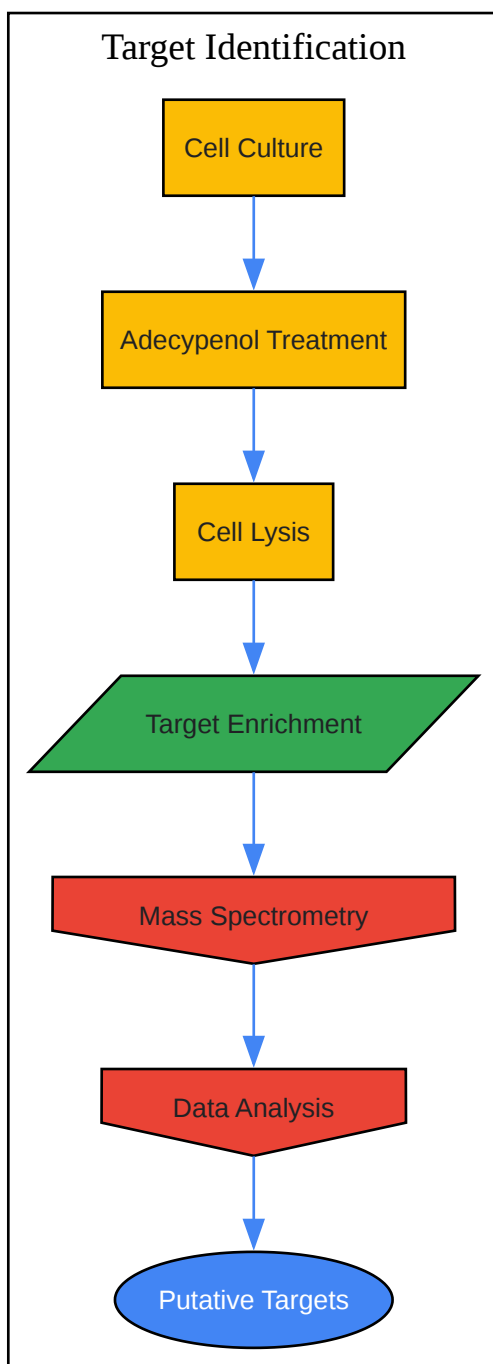 Target Identification
Cell Culture
Adecypenol Treatment
Cell Lysis
Target Enrichment
Mass Spectrometry
Data Analysis
Putative Targets